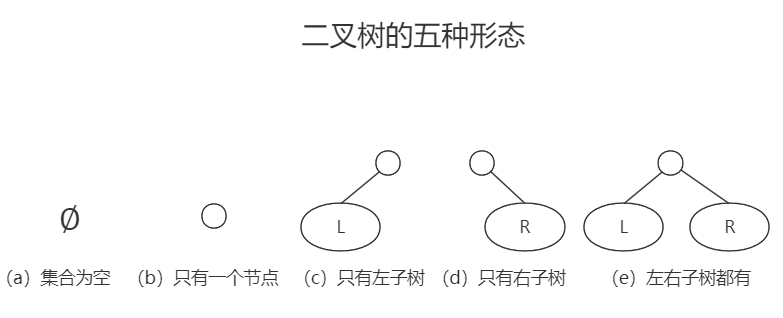 二叉树的五种形态
∅
L
R
L
R
（a）集合为空
（b）只有一个节点
（c）只有左子树
（d）只有右子树
（e）左右子树都有